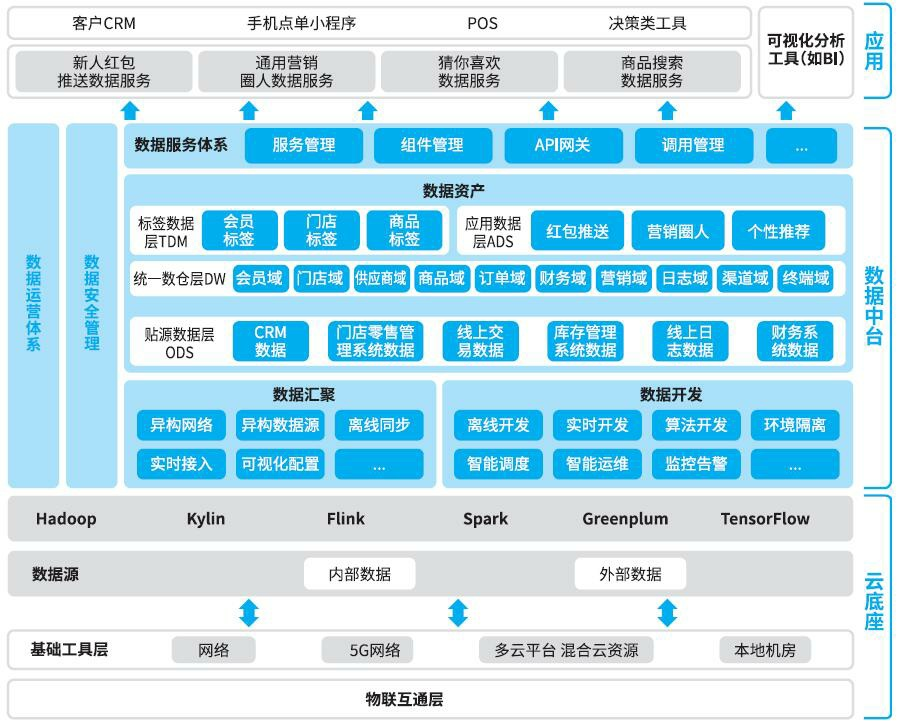 客户CRM
手机点单小程序
POS
决策类工具
可视化分析
工具(如BI)
应用
新人红包
推送数据服务
通用营销
圈人数据服务
猜你喜欢
数据服务
商品搜索
数据服务
数据运营体系
数据安全管理
数据服务体系
服务管理
组件管理
API网关
调用管理
...
数据资产
标签数据
层TDM
会员
标签
门店
标签
商品
标签
应用数据
层ADS
红包推送
营销圈人
个性推荐
统一数仓层DW
会员域
门店域
供应商域
商品域
订单域
财务域
营销域
日志域
渠道域
终端域
贴源数据层
ODS
CRM
数据
门店零售管
理系统数据
线上交
易数据
库存管理
系统数据
线上日
志数据
财务系
统数据
数据中台
数据汇聚
异构网络
异构数据源
离线同步
实时接入
可视化配置
...
数据开发
离线开发
实时开发
算法开发
环境隔离
智能调度
智能运维
监控告警
...
Hadoop
Kylin
Flink
Spark
Greenplum
TensorFlow
数据源
内部数据
外部数据
云底座
基础工具层
网络
5G网络
多云平台 混合云资源
本地机房
物联互通层